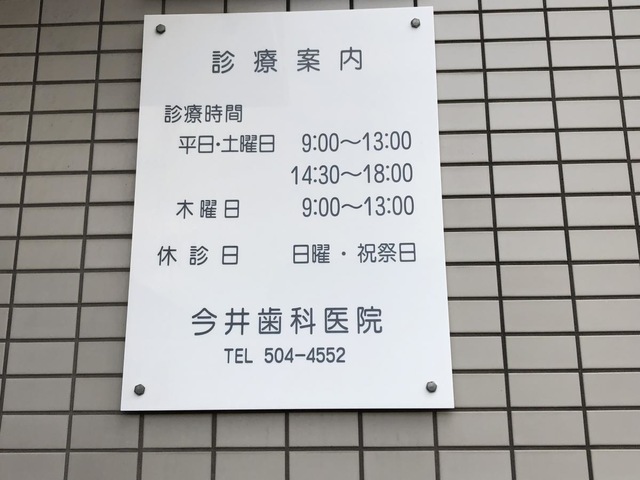 診療案内
診療時間
平日・土曜日 9:00〜13:00
14:30〜18:00
木曜日 9:00〜13:00
休診日 日曜・祝祭日
今井歯科医院
TEL 504-4552